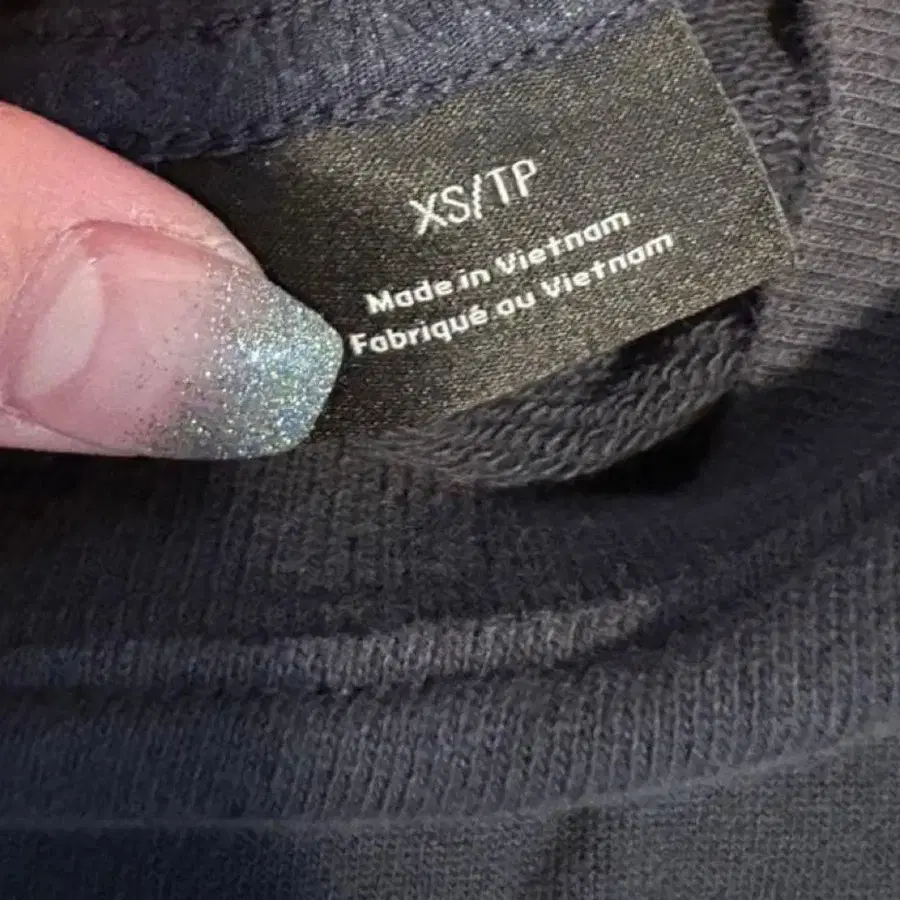 XS/TP
Made in Vietnam
Fabriqué au Vietnam